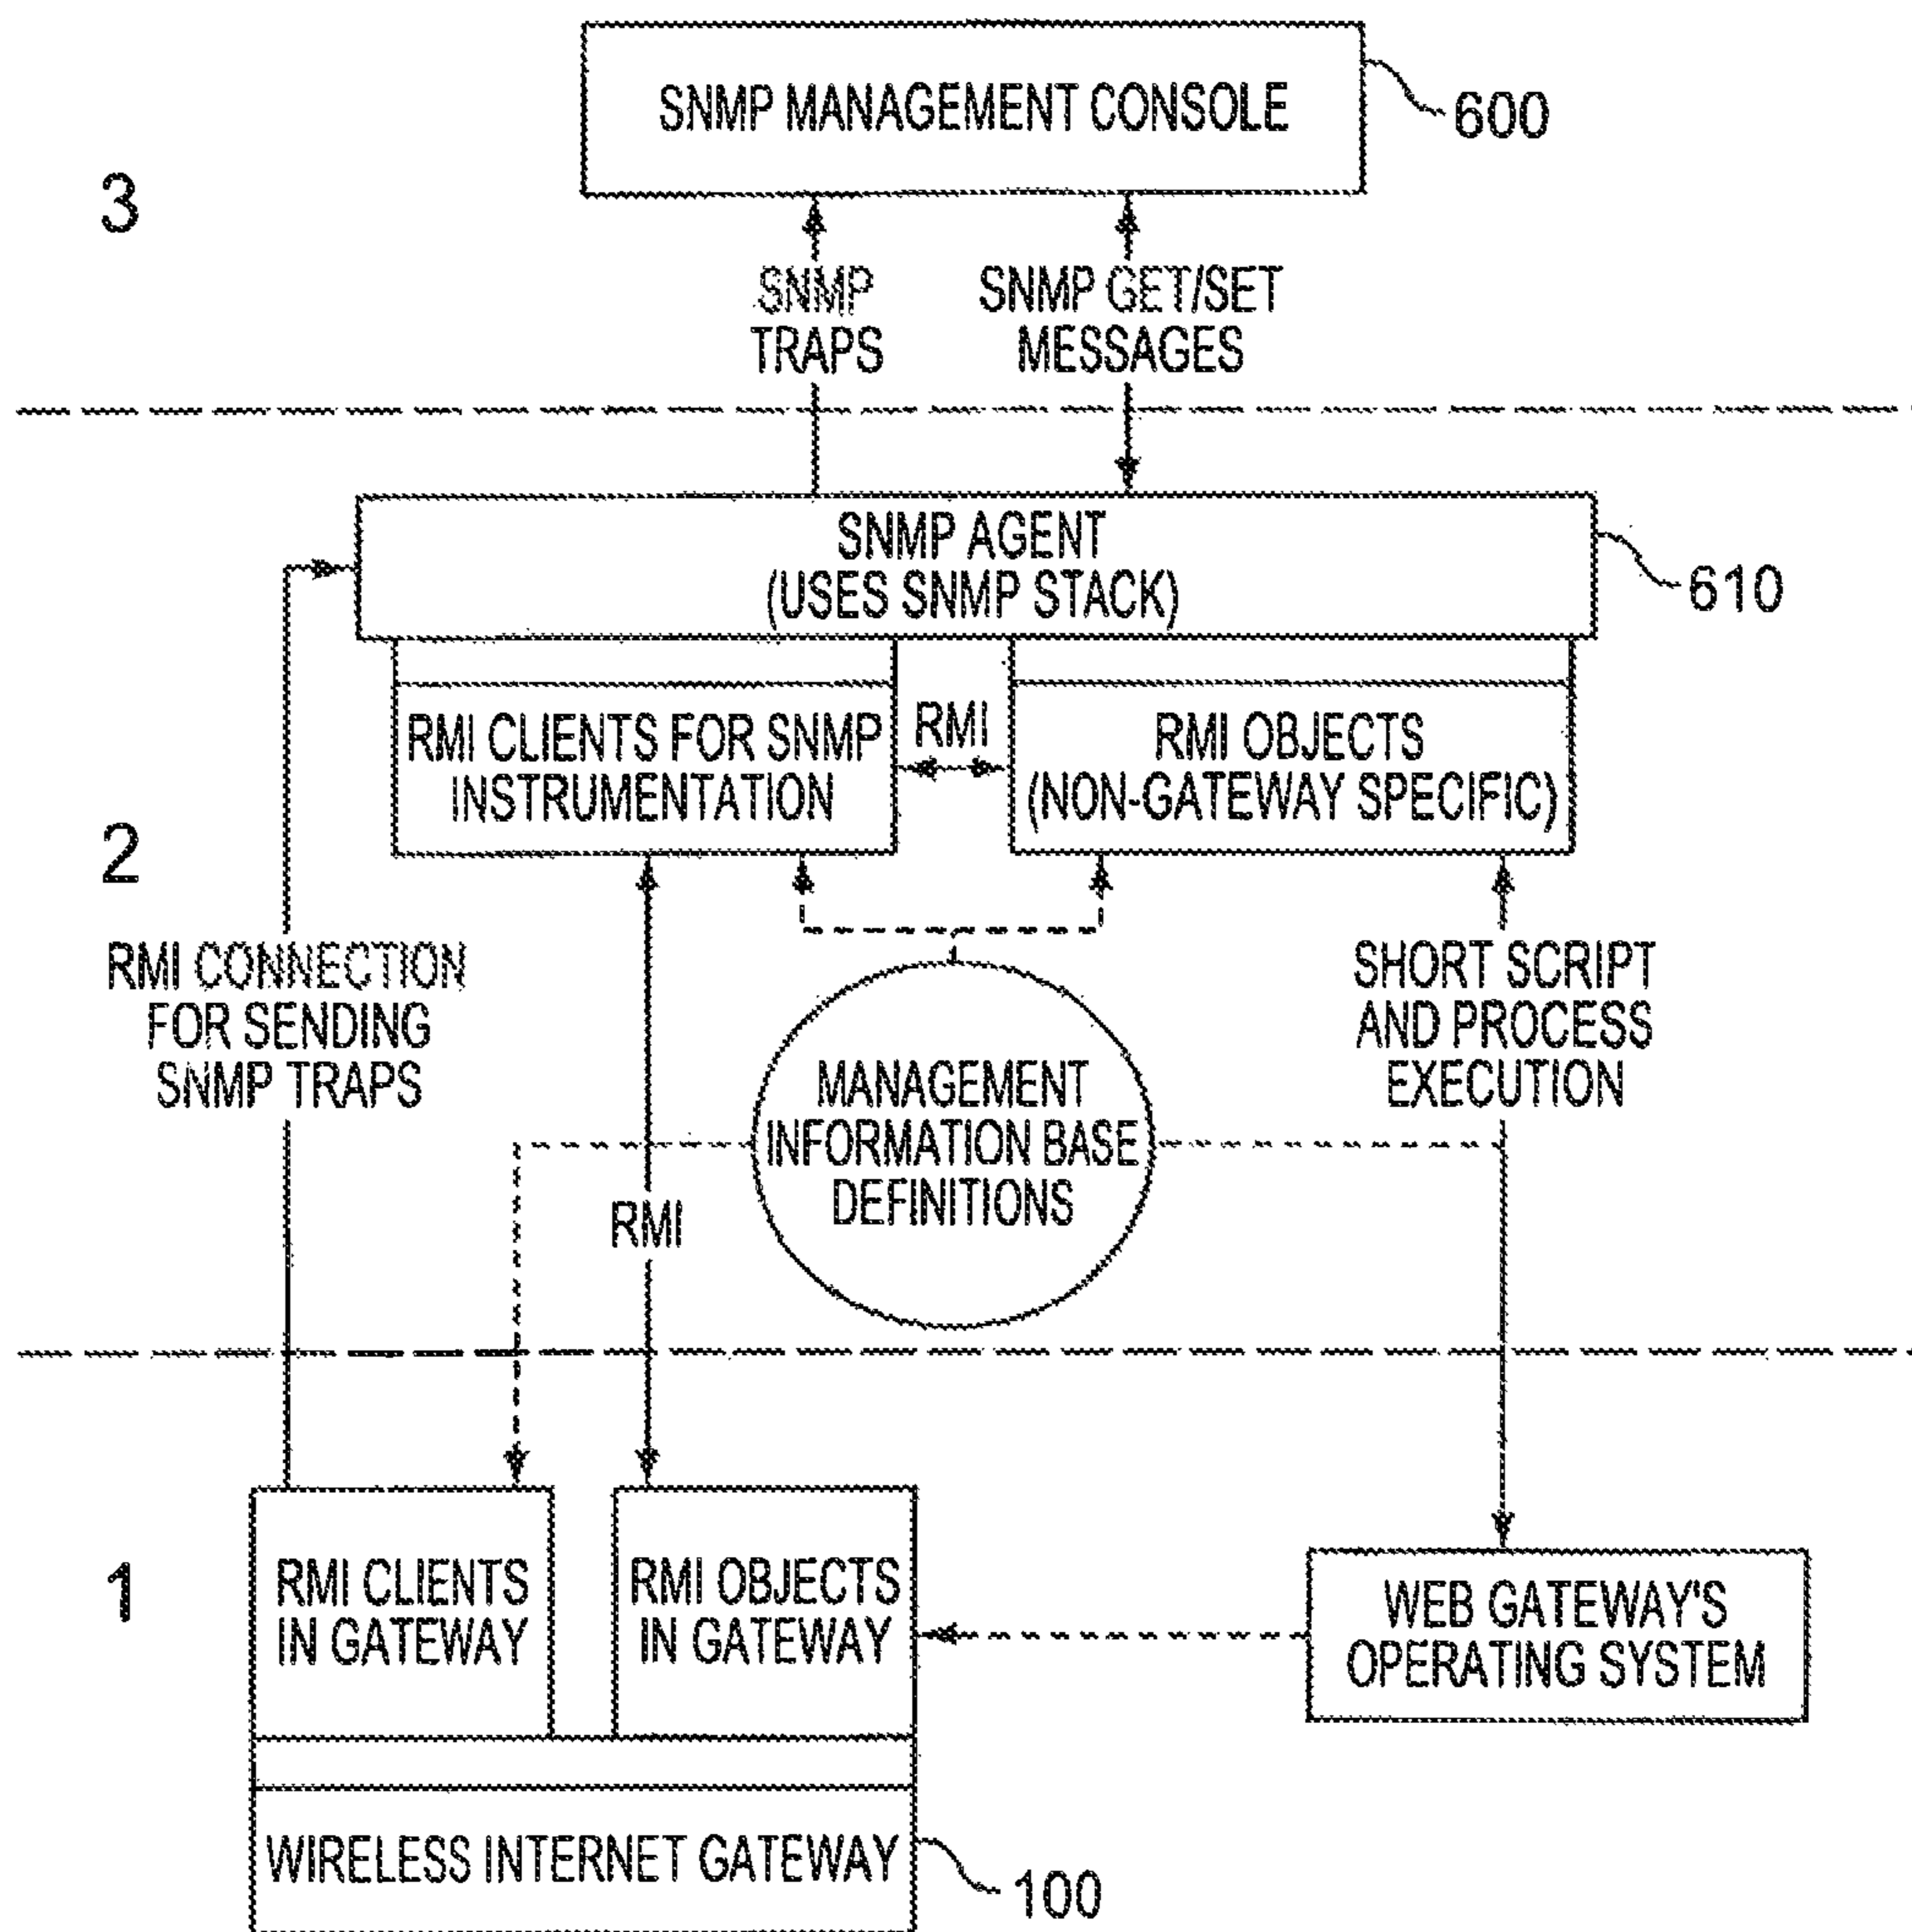 SNMP MANAGEMENT CONSOLE
600
3
SNMP
TRAPS
SNMP GET/SET
MESSAGES
SNMP AGENT
(USES SNMP STACK)
610
RMI CLIENTS FOR SNMP
INSTRUMENTATION
RMI
RMI OBJECTS
(NON-GATEWAY SPECIFIC)
2
RMI CONNECTION
FOR SENDING
SNMP TRAPS
SHORT SCRIPT
AND PROCESS
EXECUTION
MANAGEMENT
INFORMATION BASE
DEFINITIONS
RMI
1
RMI CLIENTS
IN GATEWAY
RMI OBJECTS
IN GATEWAY
WEB GATEWAY'S
OPERATING SYSTEM
WIRELESS INTERNET GATEWAY
100